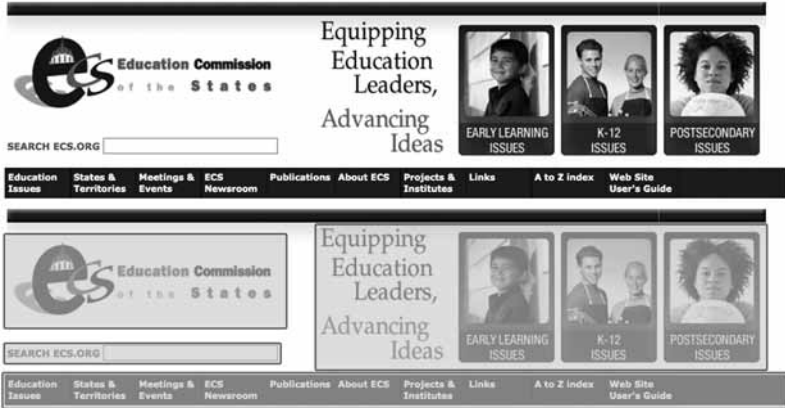 Equipping
Education
Leaders,
Advancing
Ideas
ecs Education Commission
of the States
SEARCH ECS.ORG
EARLY LEARNING
ISSUES
K-12
ISSUES
POSTSECONDARY
ISSUES
Education Issues
States & Territories
Meetings & Events
ECS Newsroom
Publications
About ECS
Projects & Institutes
Links
A to Z index
Web Site User's Guide
Equipping
Education
Leaders,
Advancing
Ideas
ecs Education Commission
of the States
SEARCH ECS.ORG
EARLY LEARNING
ISSUES
K-12
ISSUES
POSTSECONDARY
ISSUES
Education Issues
States & Territories
Meetings & Events
ECS Newsroom
Publications
About ECS
Projects & Institutes
Links
A to Z index
Web Site User's Guide